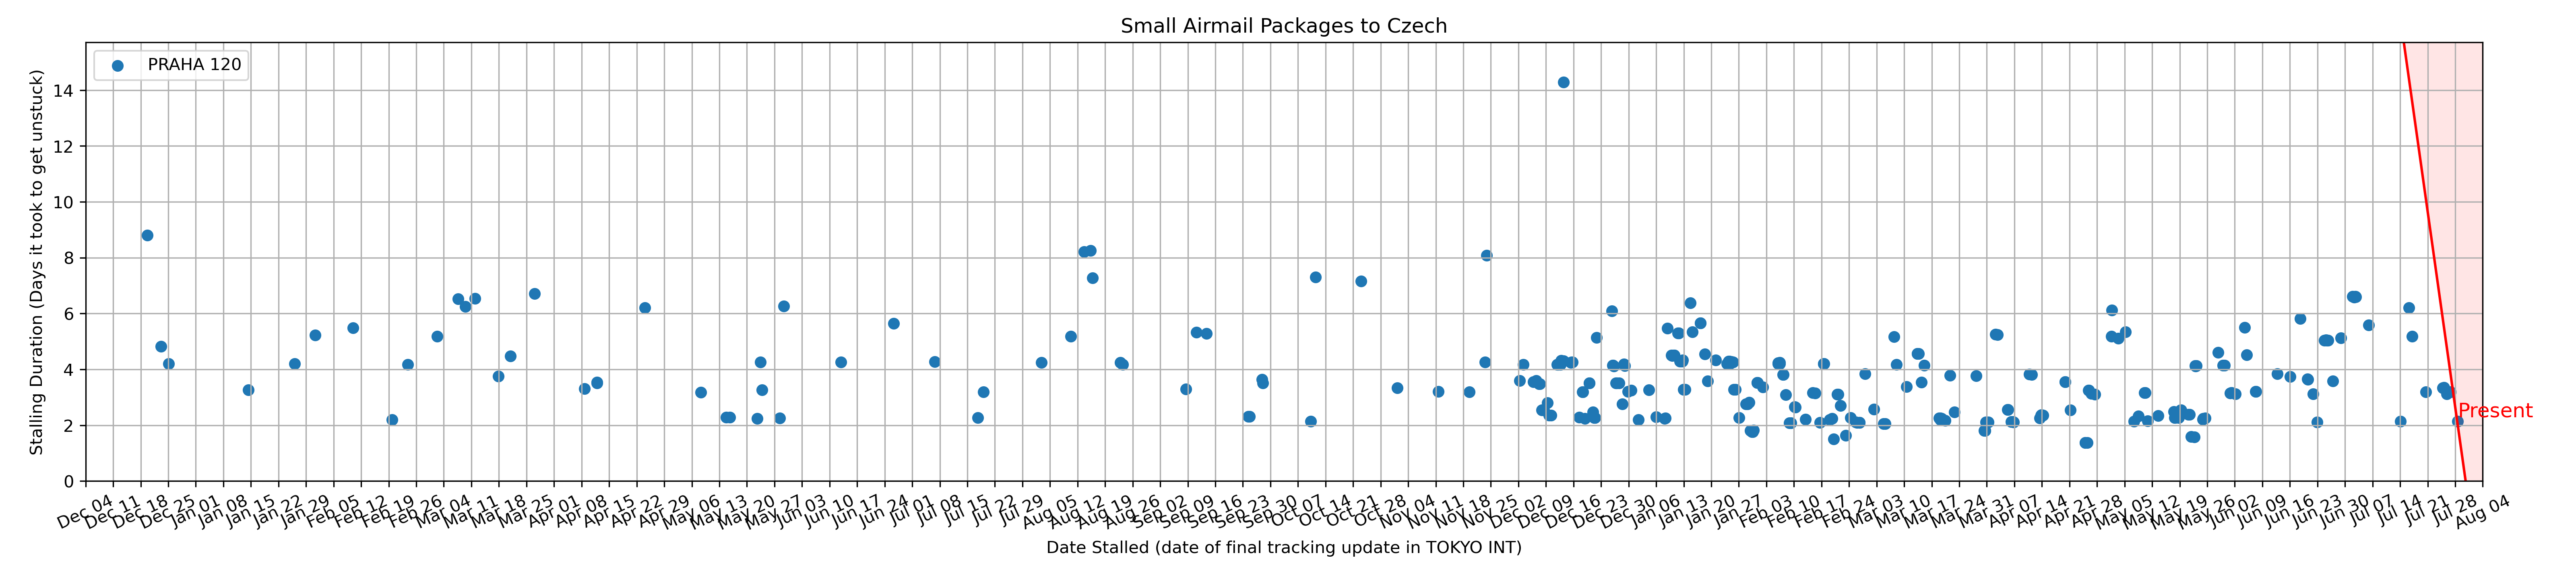 Small Airmail Packages to Czech
PRAHA 120
Stalling Duration (Days it took to get unstuck)
14
12
10
8
6
4
2
0
Present
Dec 04
Dec 11
Dec 18
Dec 25
Jan 01
Jan 08
Jan 15
Jan 22
Jan 29
Feb 05
Feb 12
Feb 19
Feb 26
Mar 04
Mar 11
Mar 18
Mar 25
Apr 01
Apr 08
Apr 15
Apr 22
Apr 29
May 06
May 13
May 20
May 27
Jun 03
Jun 10
Jun 17
Jun 24
Jul 01
Jul 08
Jul 15
Jul 22
Jul 29
Aug 05
Aug 12
Aug 19
Aug 26
Sep 02
Sep 09
Sep 16
Sep 23
Sep 30
Oct 07
Oct 14
Oct 21
Oct 28
Nov 04
Nov 11
Nov 18
Nov 25
Dec 02
Dec 09
Dec 16
Dec 23
Dec 30
Jan 06
Jan 13
Jan 20
Jan 27
Feb 03
Feb 10
Feb 17
Feb 24
Mar 03
Mar 10
Mar 17
Mar 24
Mar 31
Apr 07
Apr 14
Apr 21
Apr 28
May 05
May 12
May 19
May 26
Jun 02
Jun 09
Jun 16
Jun 23
Jun 30
Jul 07
Jul 14
Jul 21
Jul 28
Aug 04
Date Stalled (date of final tracking update in TOKYO INT)